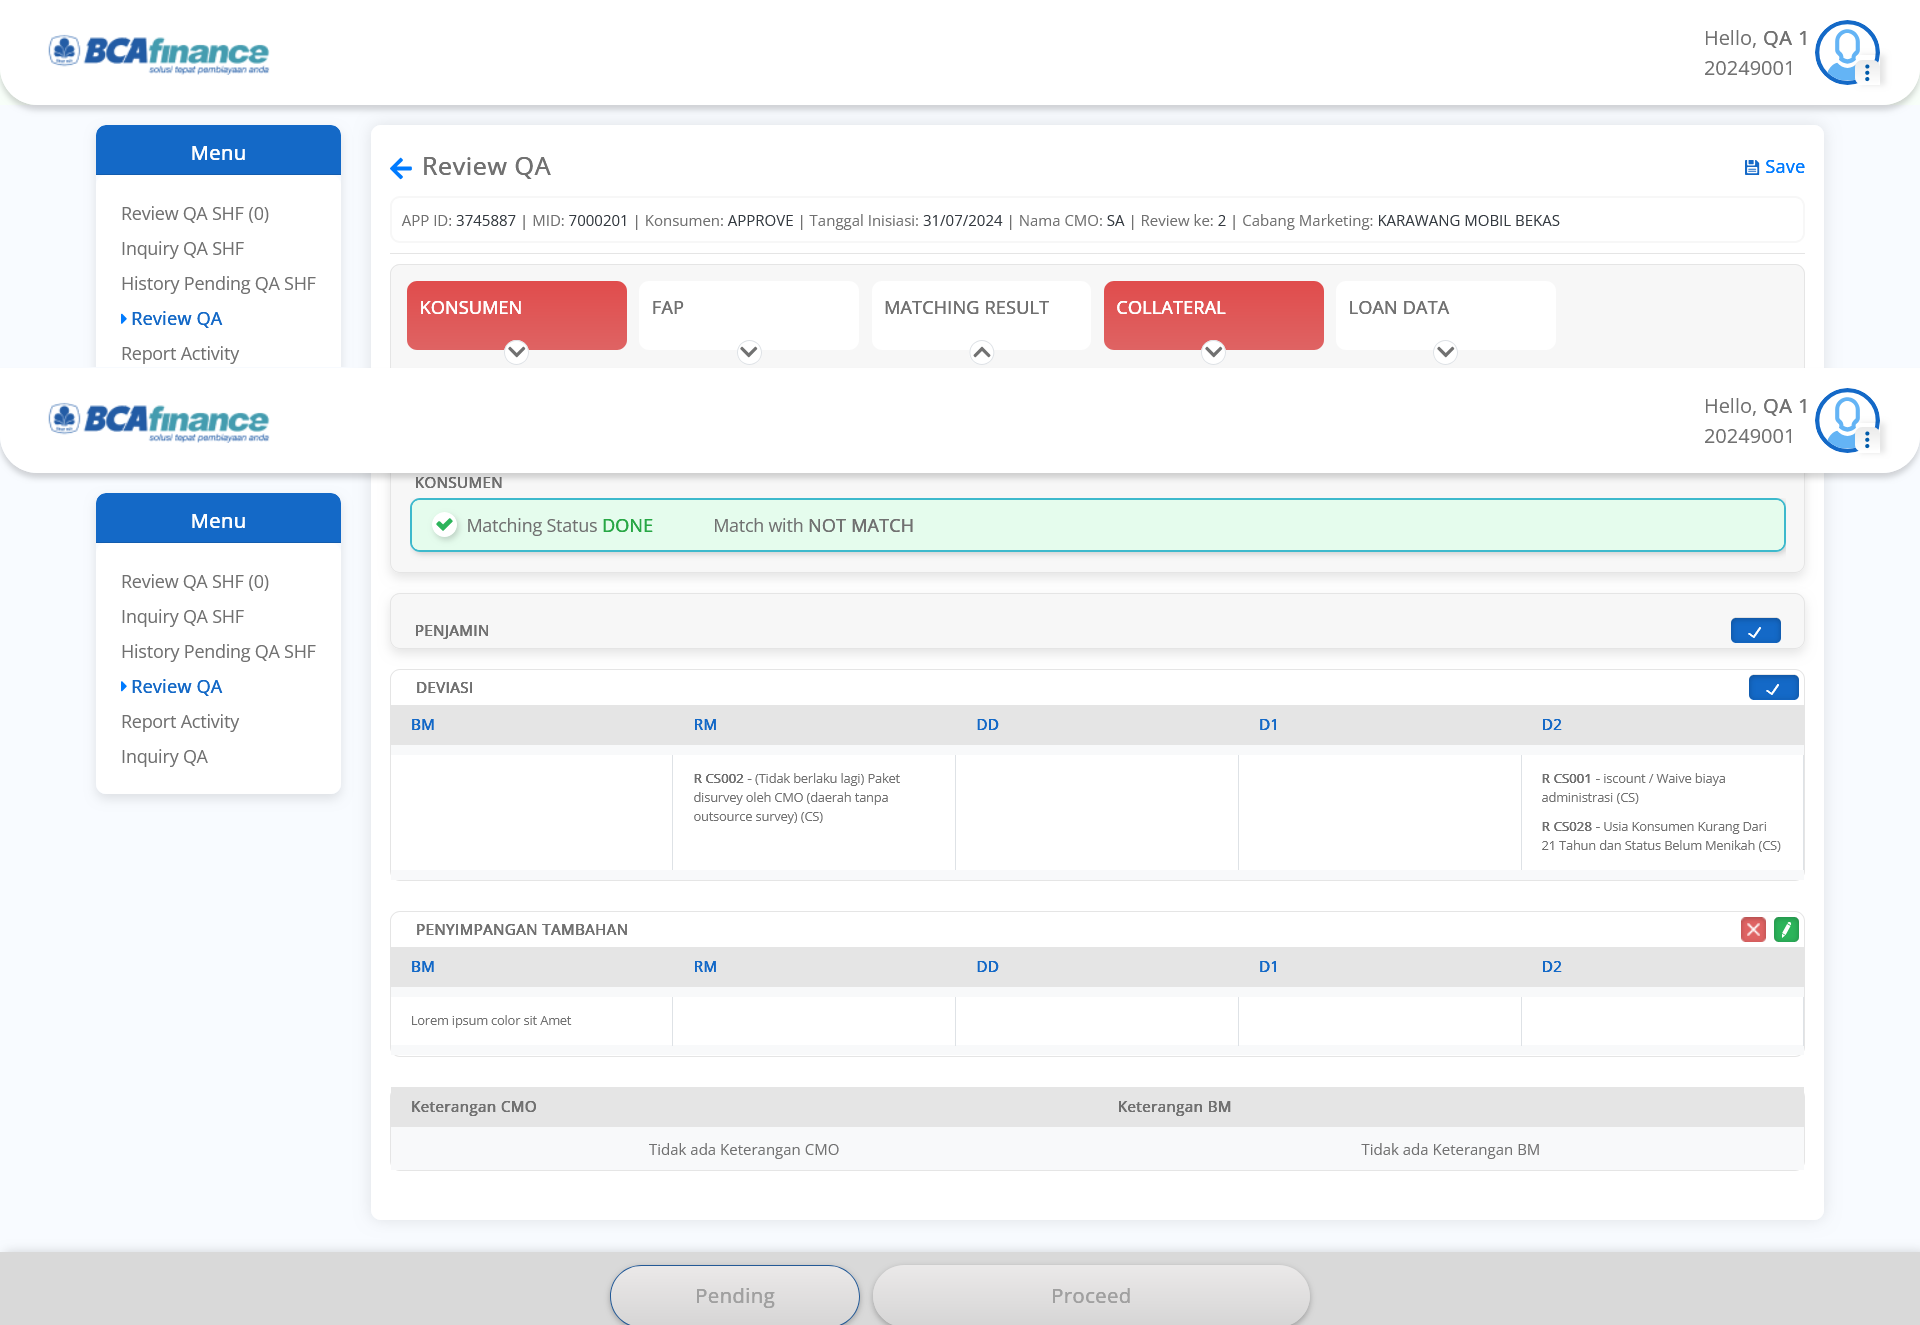 BCAfinance
solusi tepat pembiayaan anda
Hello, QA 1
20249001
Menu
Review QA SHF (0)
Inquiry QA SHF
History Pending QA SHF
Review QA
Report Activity
Review QA
Save
APP ID: 3745887 | MID: 7000201 | Konsumen: APPROVE | Tanggal Inisiasi: 31/07/2024 | Nama CMO: SA | Review ke: 2 | Cabang Marketing: KARAWANG MOBIL BEKAS
KONSUMEN
FAP
MATCHING RESULT
COLLATERAL
LOAN DATA
BCAfinance
solusi tepat pembiayaan anda
Hello, QA 1
20249001
Menu
Review QA SHF (0)
Inquiry QA SHF
History Pending QA SHF
Review QA
Report Activity
Inquiry QA
KONSUMEN
Matching Status DONE
Match with NOT MATCH
PENJAMIN
DEVIASI
BM RM DD D1 D2
R CS002 - (Tidak berlaku lagi) Paket
disurvey oleh CMO (daerah tanpa
outsource survey) (CS)
R CS001 - iscount / Waive biaya
administrasi (CS)
R CS028 - Usia Konsumen Kurang Dari
21 Tahun dan Status Belum Menikah (CS)
PENYIMPANGAN TAMBAHAN
BM RM DD D1 D2
Lorem ipsum color sit Amet
Keterangan CMO Keterangan BM
Tidak ada Keterangan CMO Tidak ada Keterangan BM
Pending
Proceed